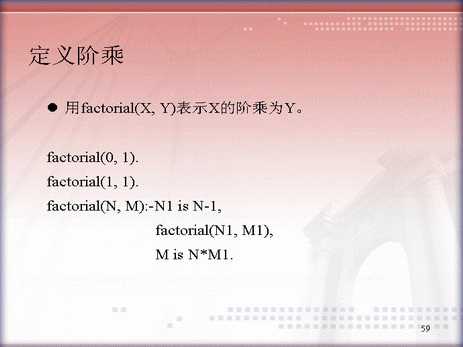 定义阶乘
● 用factorial(X, Y)表示X的阶乘为Y。
factorial(0, 1).
factorial(1, 1).
factorial(N, M):-N1 is N-1,
factorial(N1, M1),
M is N*M1.
59